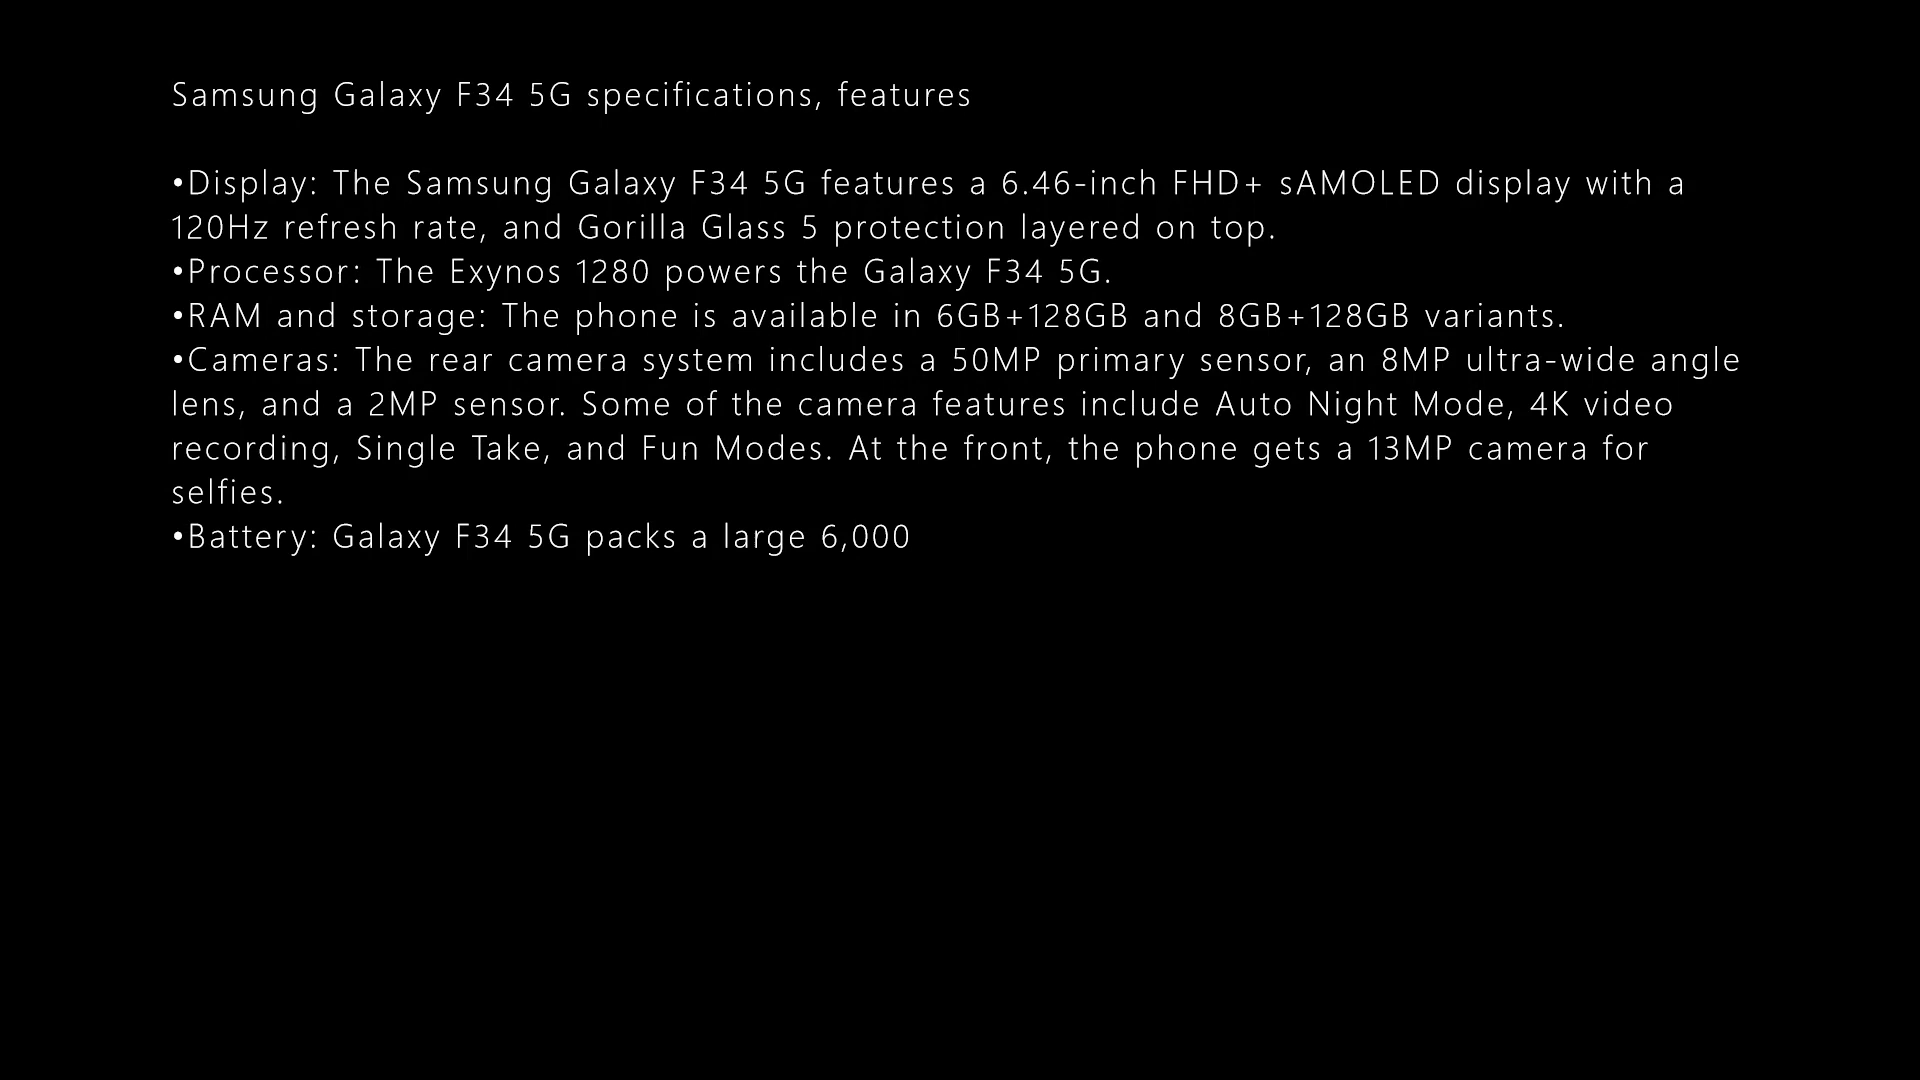 Samsung Galaxy F34 5G specifications, features
•Display: The Samsung Galaxy F34 5G features a 6.46-inch FHD+ sAMOLED display with a
120Hz refresh rate, and Gorilla Glass 5 protection layered on top.
•Processor: The Exynos 1280 powers the Galaxy F34 5G.
•RAM and storage: The phone is available in 6GB+128GB and 8GB+128GB variants.
•Cameras: The rear camera system includes a 50MP primary sensor, an 8MP ultra-wide angle
lens, and a 2MP sensor. Some of the camera features include Auto Night Mode, 4K video
recording, Single Take, and Fun Modes. At the front, the phone gets a 13MP camera for
selfies.
•Battery: Galaxy F34 5G packs a large 6,000